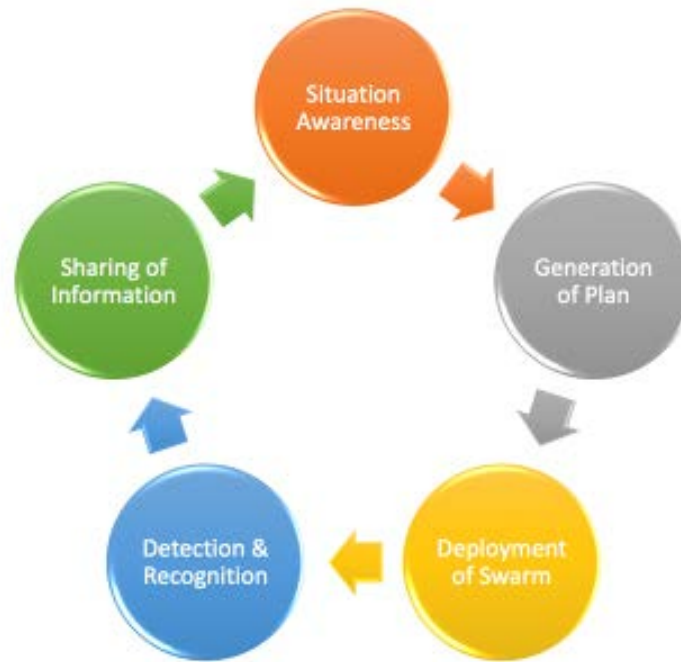 Situation
Awareness
Generation
of Plan
Deployment
of Swarm
Detection &
Recognition
Sharing of
Information